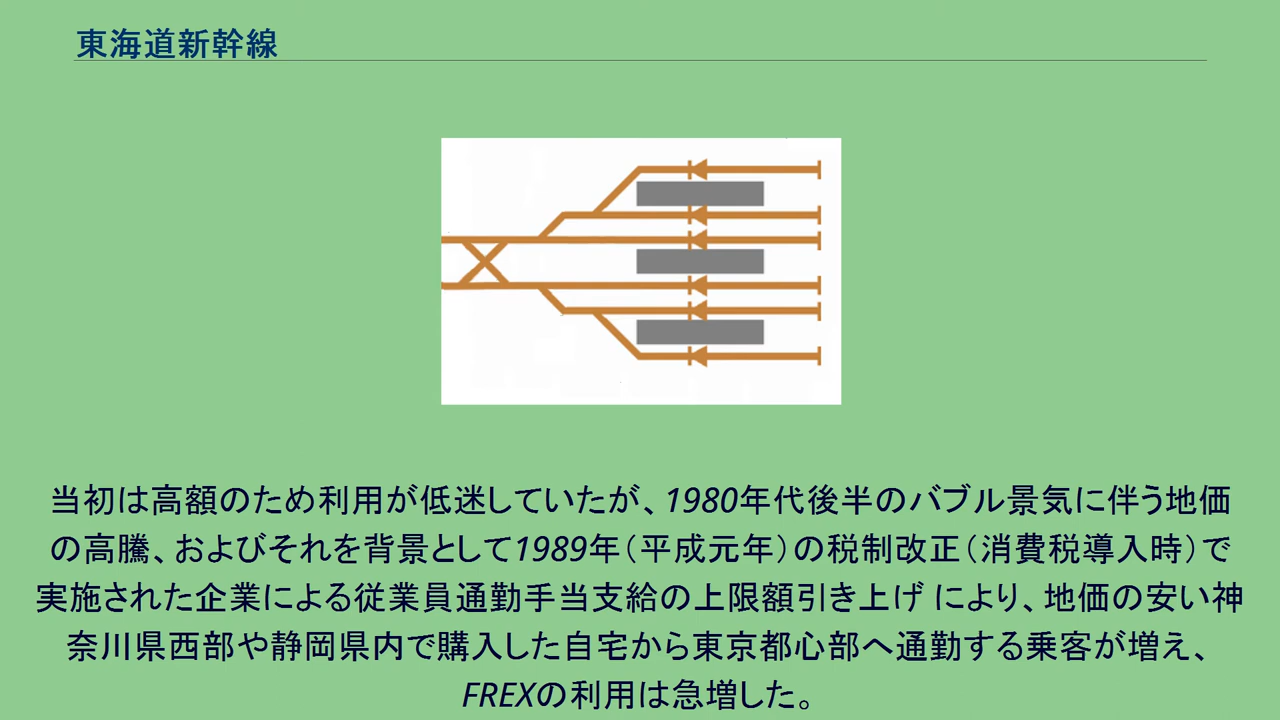 東海道新幹線
当初は高額のため利用が低迷していたが、1980年代後半のバブル景気に伴う地価
の高騰、およびそれを背景として1989年（平成元年）の税制改正（消費税導入時）で
実施された企業による従業員通勤手当支給の上限額引き上げ により、地価の安い神
奈川県西部や静岡県内で購入した自宅から東京都心部へ通勤する乗客が増え、
FREXの利用は急増した。